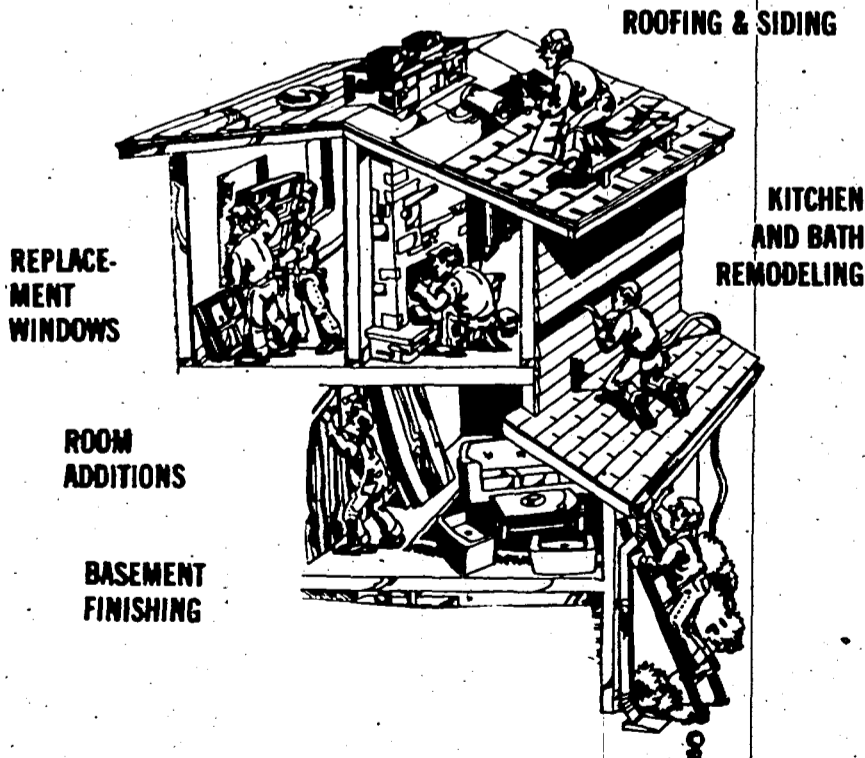 ROOFING & SIDING
KITCHEN
AND BATH
REMODELING
REPLACE-
MENT
WINDOWS
ROOM
ADDITIONS
BASEMENT
FINISHING